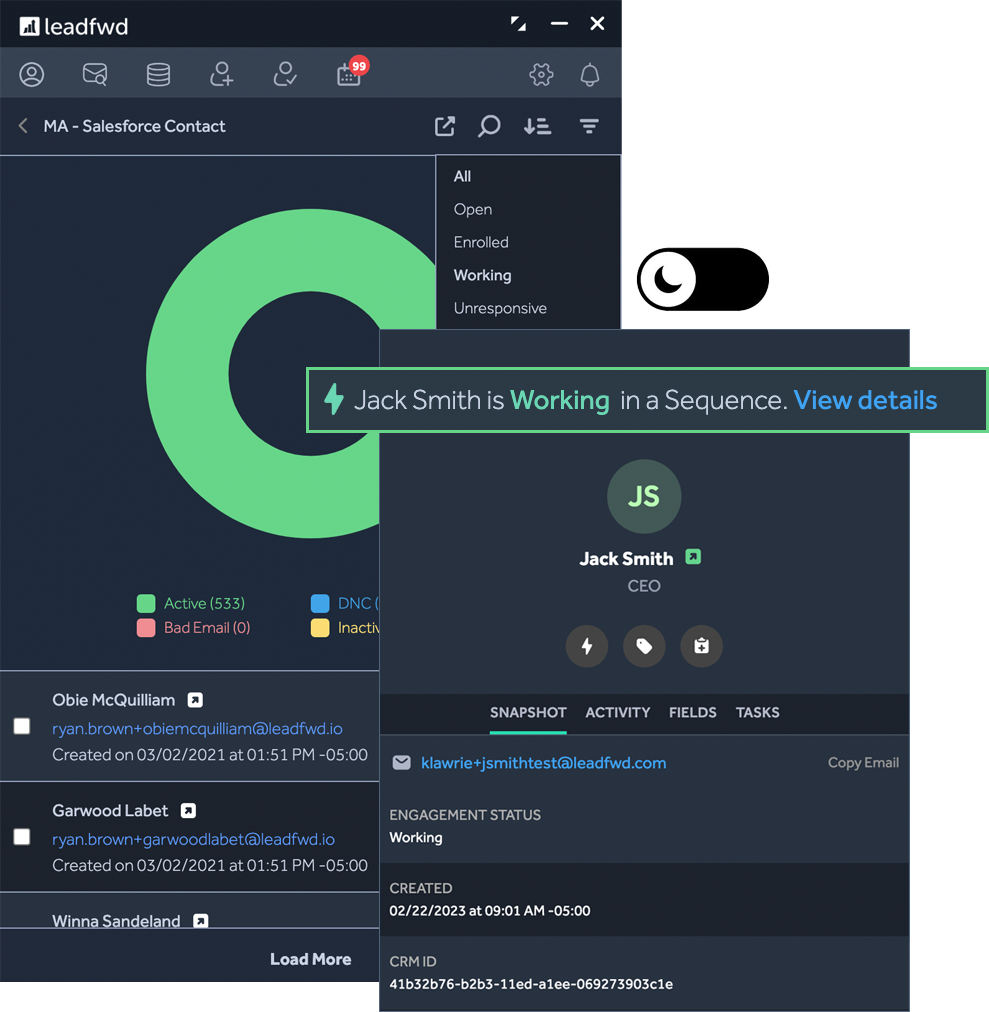 leadfwd
99
MA - Salesforce Contact
All
Open
Enrolled
Working
Unresponsive
Jack Smith is Working in a Sequence. View details
JS
Jack Smith
CEO
Active (533)
DNC (
Bad Email (0)
SNAPSHOT ACTIVITY FIELDS TASKS
klawrie+jsmithtest@leadfwd.com Copy Email
ENGAGEMENT STATUS
Working
CREATED
02/22/2023 at 09:01 AM -05:00
CRM ID
41b32b76-b2b3-11ed-a1ee-069273903c1e
Obie McQuilliam
ryan.brown+obiemcquilliam@leadfwd.io
Created on 03/02/2021 at 01:51 PM -05:00
Garwood Labet
ryan.brown+garwoodlabet@leadfwd.io
Created on 03/02/2021 at 01:51 PM -05:00
Winna Sandeland
Load More